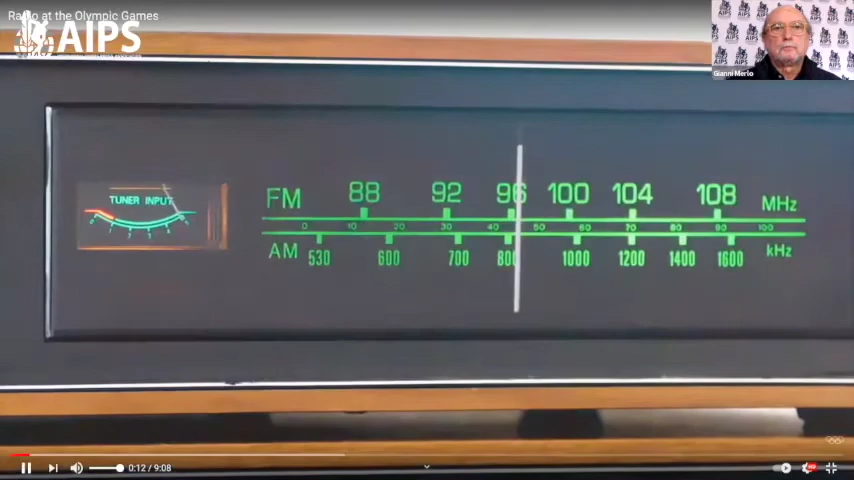 Radio at the Olympic Games
AIPS
Gianni Merlo
TUNER INPUT
FM 88 92 96 100 104 108 MHz
0 10 20 30 40 50 60 70 80 90 100
AM 530 600 700 800 1000 1200 1400 1600 kHz
0:12 / 9:08